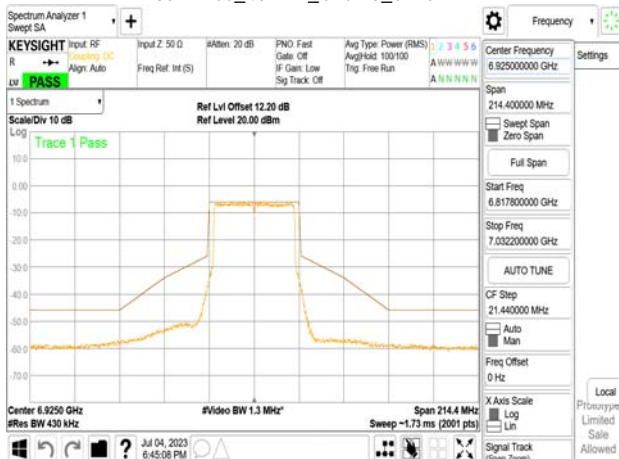 Spectrum Analyzer 1
Swept SA
+
Frequency
KEYSIGHT
R
LXI
PASS
Input: RF
Coupling: DC
Align: Auto
Input Z: 50 Ω
Freq Ref: Int (S)
#Atten: 20 dB
PNO: Fast
Gate: Off
IF Gain: Low
Sig Track: Off
Avg Type: Power (RMS)
Avg|Hold: 100/100
Trig: Free Run
1 2 3 4 5 6
A W W W W W
A N N N N N
1 Spectrum
Scale/Div 10 dB
Ref Lvl Offset 12.20 dB
Ref Level 20.00 dBm
Log
Trace 1 Pass
10.0
0.00
-10.0
-20.0
-30.0
-40.0
-50.0
-60.0
-70.0
Center 6.9250 GHz
#Res BW 430 kHz
#Video BW 1.3 MHz*
Span 214.4 MHz
Sweep ~1.73 ms (2001 pts)
Jul 04, 2023
6:45:08 PM
?
Center Frequency
6.925000000 GHz
Span
214.400000 MHz
Swept Span
Zero Span
Full Span
Start Freq
6.817800000 GHz
Stop Freq
7.032200000 GHz
AUTO TUNE
CF Step
21.440000 MHz
Auto
Man
Freq Offset
0 Hz
X Axis Scale
Log
Lin
Signal Track
(Span Zoom)
Settings
Local
Prototype
Limited
Sale
Allowed